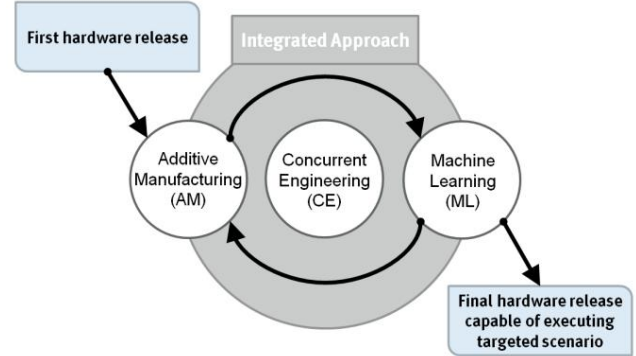 First hardware release
Integrated Approach
Additive
Manufacturing
(AM)
Concurrent
Engineering
(CE)
Machine
Learning
(ML)
Final hardware release
capable of executing
targeted scenario